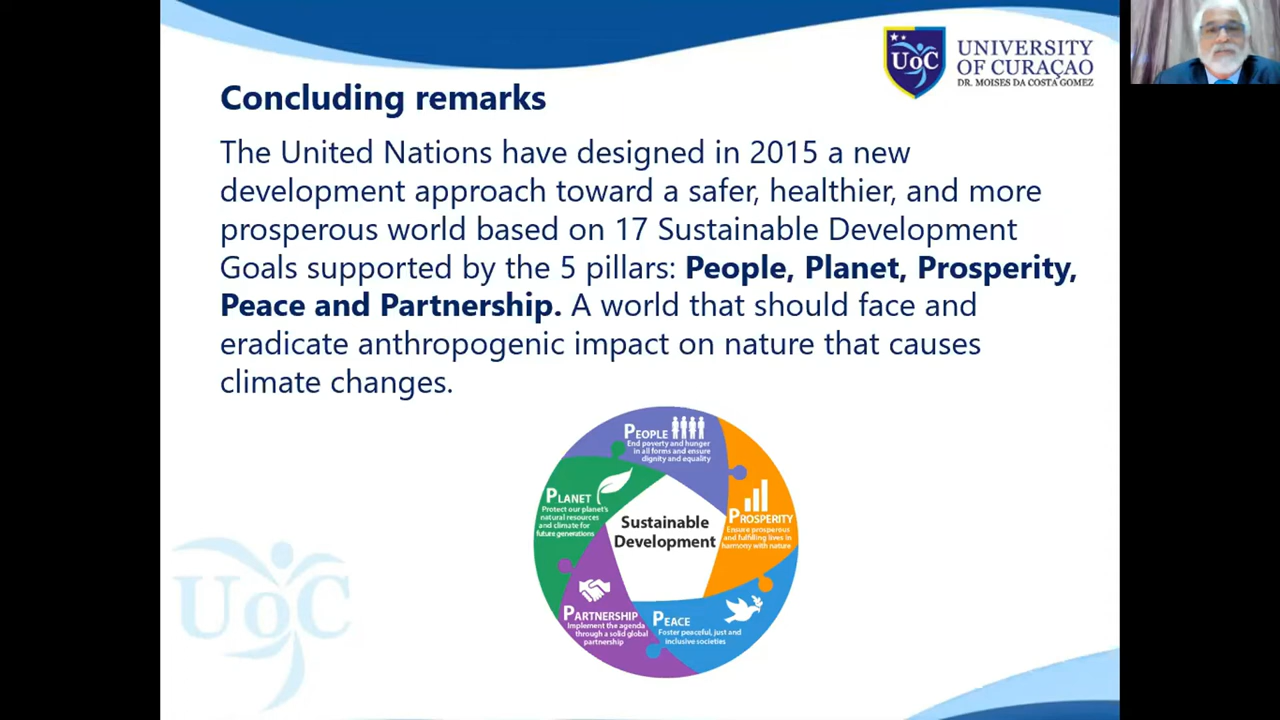 UoC
UNIVERSITY
OF CURAÇAO
DR. MOISES DA COSTA GOMEZ
Concluding remarks
The United Nations have designed in 2015 a new
development approach toward a safer, healthier, and more
prosperous world based on 17 Sustainable Development
Goals supported by the 5 pillars: People, Planet, Prosperity,
Peace and Partnership. A world that should face and
eradicate anthropogenic impact on nature that causes
climate changes.
PEOPLE
End poverty and hunger
in all forms and ensure
dignity and equality
PLANET
Protect our planet's
natural resources
and climate for
future generations
PROSPERITY
Ensure prosperous
and fulfilling lives in
harmony with nature
Sustainable
Development
PARTNERSHIP
Implement the agenda
through a solid global
partnership
PEACE
Foster peaceful, just and
inclusive societies
UoC